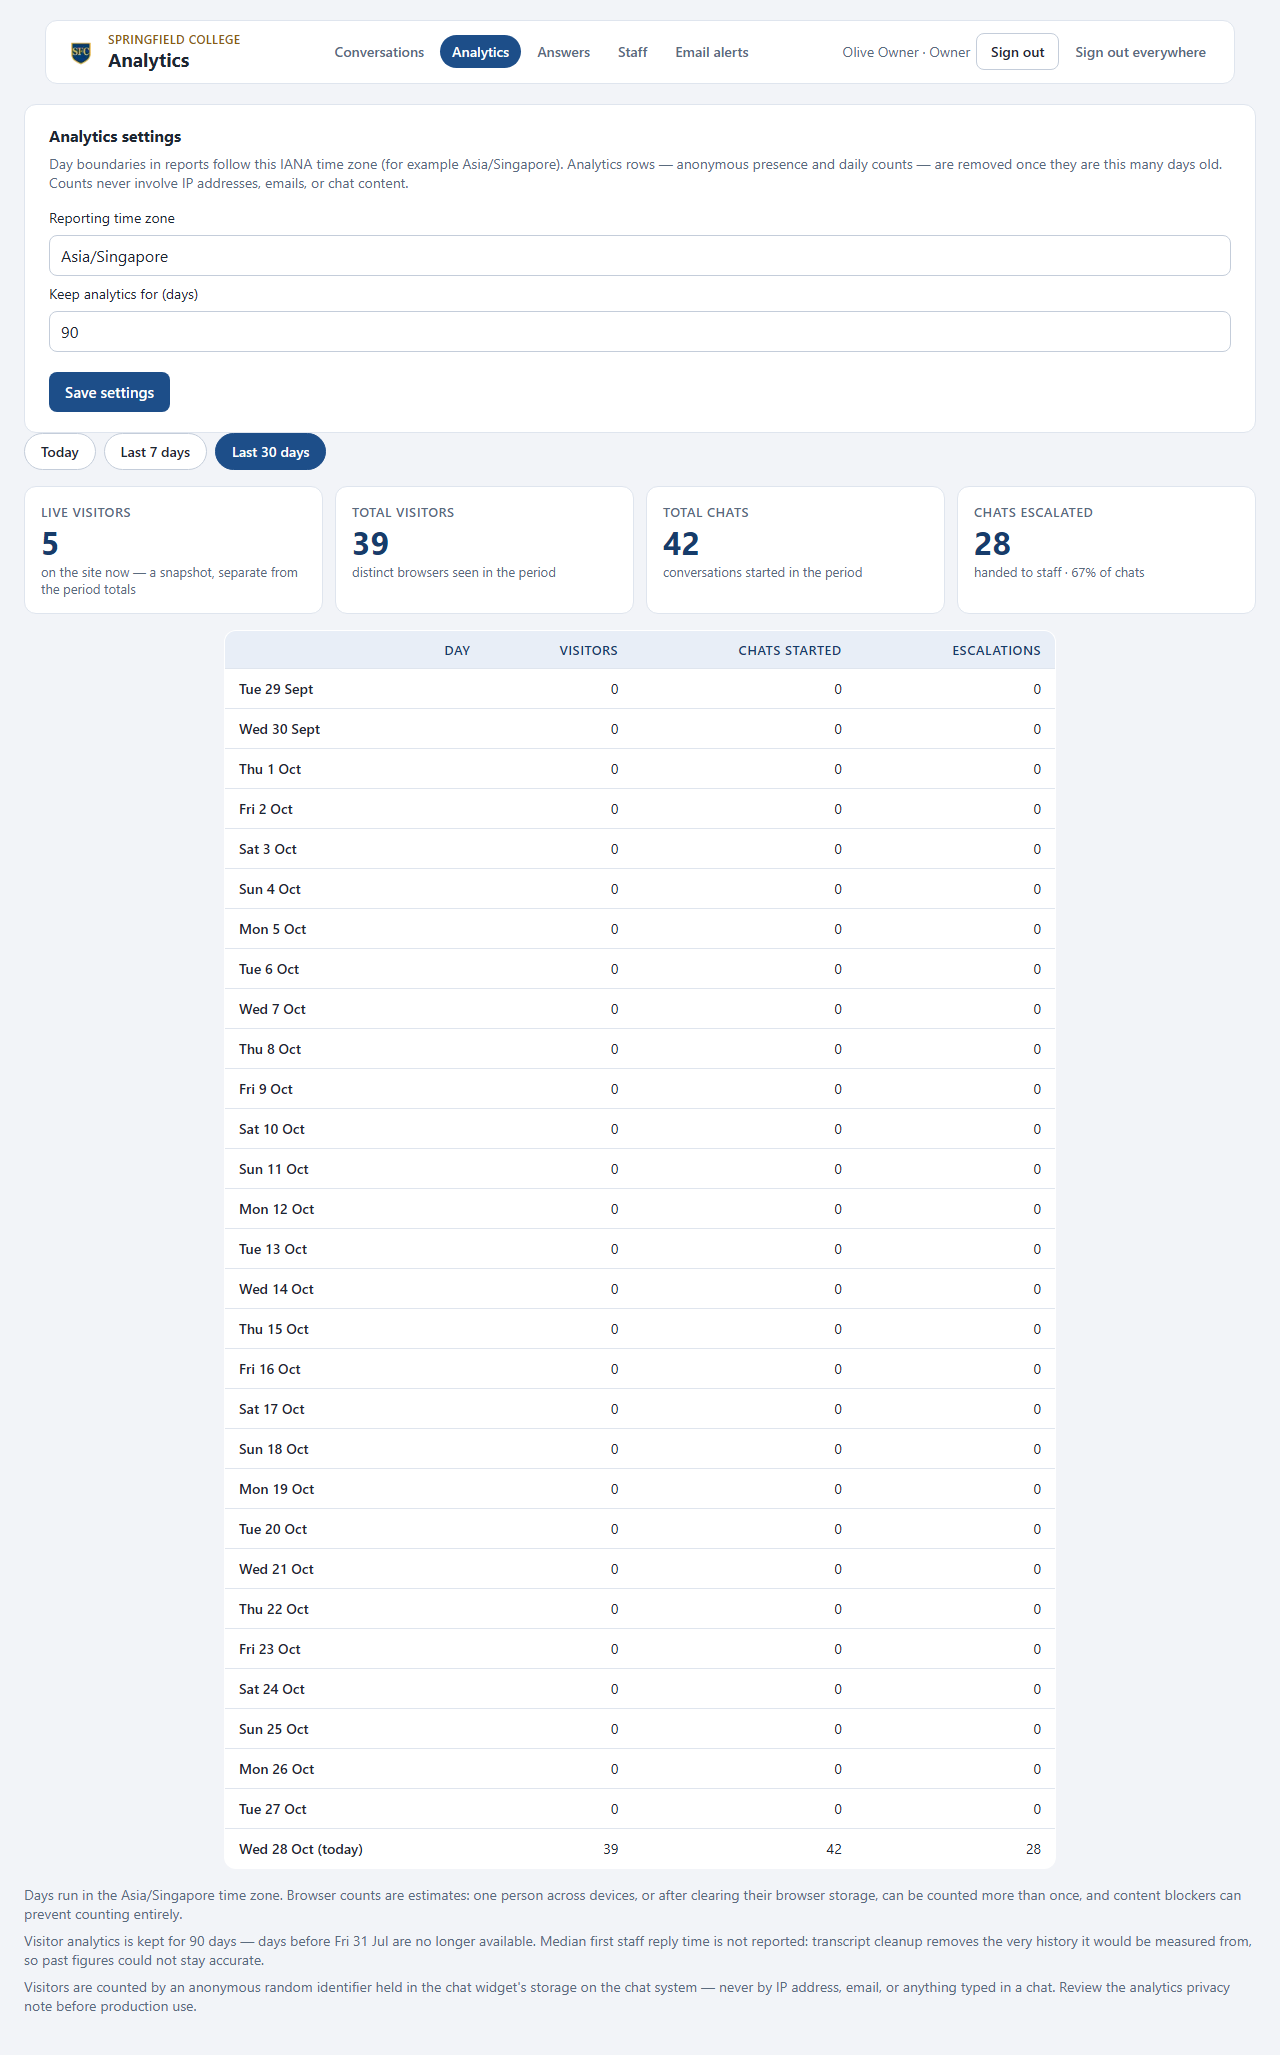 SFC
SPRINGFIELD COLLEGE
Analytics
Conversations
Analytics
Answers
Staff
Email alerts
Olive Owner · Owner
Sign out
Sign out everywhere
Analytics settings
Day boundaries in reports follow this IANA time zone (for example Asia/Singapore). Analytics rows — anonymous presence and daily counts — are removed once they are this many days old.
Counts never involve IP addresses, emails, or chat content.
Reporting time zone
Asia/Singapore
Keep analytics for (days)
90
Save settings
Today
Last 7 days
Last 30 days
LIVE VISITORS
5
on the site now — a snapshot, separate from
the period totals
TOTAL VISITORS
39
distinct browsers seen in the period
TOTAL CHATS
42
conversations started in the period
CHATS ESCALATED
28
handed to staff · 67% of chats
DAY VISITORS CHATS STARTED ESCALATIONS
Tue 29 Sept 0 0 0
Wed 30 Sept 0 0 0
Thu 1 Oct 0 0 0
Fri 2 Oct 0 0 0
Sat 3 Oct 0 0 0
Sun 4 Oct 0 0 0
Mon 5 Oct 0 0 0
Tue 6 Oct 0 0 0
Wed 7 Oct 0 0 0
Thu 8 Oct 0 0 0
Fri 9 Oct 0 0 0
Sat 10 Oct 0 0 0
Sun 11 Oct 0 0 0
Mon 12 Oct 0 0 0
Tue 13 Oct 0 0 0
Wed 14 Oct 0 0 0
Thu 15 Oct 0 0 0
Fri 16 Oct 0 0 0
Sat 17 Oct 0 0 0
Sun 18 Oct 0 0 0
Mon 19 Oct 0 0 0
Tue 20 Oct 0 0 0
Wed 21 Oct 0 0 0
Thu 22 Oct 0 0 0
Fri 23 Oct 0 0 0
Sat 24 Oct 0 0 0
Sun 25 Oct 0 0 0
Mon 26 Oct 0 0 0
Tue 27 Oct 0 0 0
Wed 28 Oct (today) 39 42 28
Days run in the Asia/Singapore time zone. Browser counts are estimates: one person across devices, or after clearing their browser storage, can be counted more than once, and content blockers can
prevent counting entirely.
Visitor analytics is kept for 90 days — days before Fri 31 Jul are no longer available. Median first staff reply time is not reported: transcript cleanup removes the very history it would be measured from,
so past figures could not stay accurate.
Visitors are counted by an anonymous random identifier held in the chat widget's storage on the chat system — never by IP address, email, or anything typed in a chat. Review the analytics privacy
note before production use.